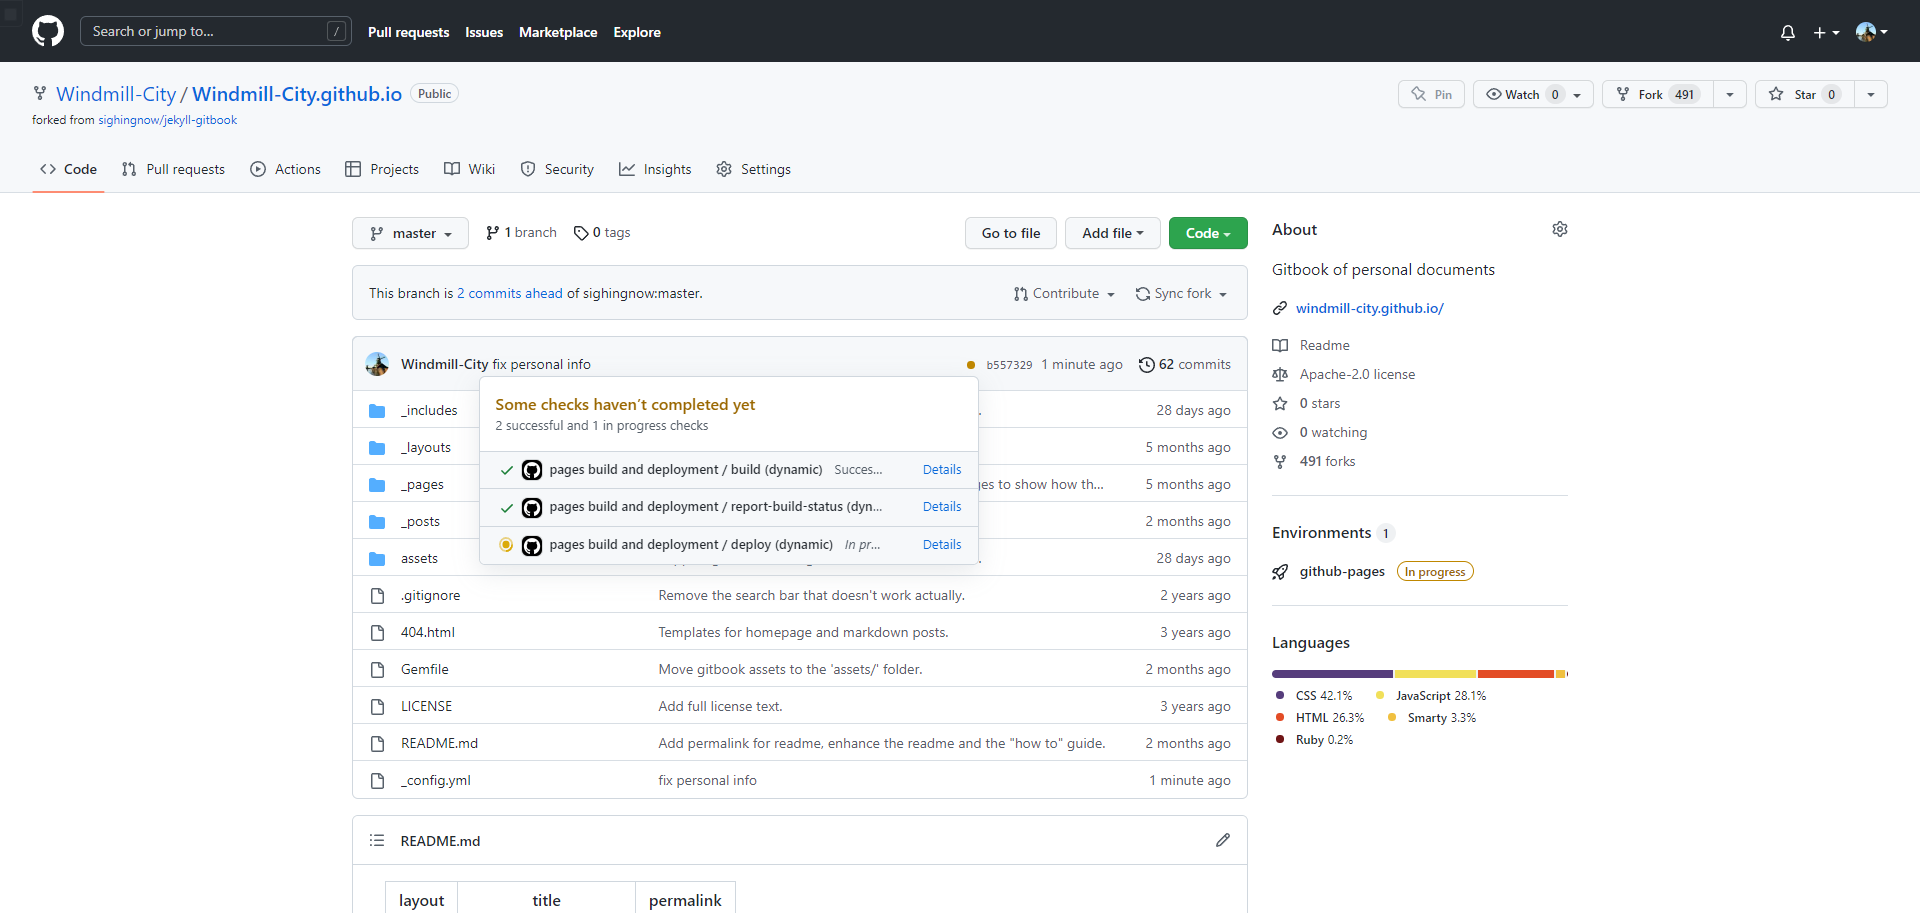 Search or jump to... /
Pull requests Issues Marketplace Explore
Windmill-City / Windmill-City.github.io Public
Pin Watch 0 Fork 491 Star 0
forked from sighingnow/jekyll-gitbook
Code Pull requests Actions Projects Wiki Security Insights Settings
master 1 branch 0 tags Go to file Add file Code
This branch is 2 commits ahead of sighingnow:master. Contribute Sync fork
Windmill-City fix personal info b557329 1 minute ago 62 commits
Some checks haven't completed yet
2 successful and 1 in progress checks
pages build and deployment / build (dynamic) Succes... Details
pages build and deployment / report-build-status (dyn... Details
pages build and deployment / deploy (dynamic) In pr... Details
_includes 28 days ago
_layouts 5 months ago
_pages to show how th... 5 months ago
_posts 2 months ago
assets 28 days ago
.gitignore Remove the search bar that doesn't work actually. 2 years ago
404.html Templates for homepage and markdown posts. 3 years ago
Gemfile Move gitbook assets to the 'assets/' folder. 2 months ago
LICENSE Add full license text. 3 years ago
README.md Add permalink for readme, enhance the readme and the "how to" guide. 2 months ago
_config.yml fix personal info 1 minute ago
README.md
layout title permalink
About
Gitbook of personal documents
windmill-city.github.io/
Readme
Apache-2.0 license
0 stars
0 watching
491 forks
Environments 1
github-pages In progress
Languages
CSS 42.1% JavaScript 28.1%
HTML 26.3% Smarty 3.3%
Ruby 0.2%